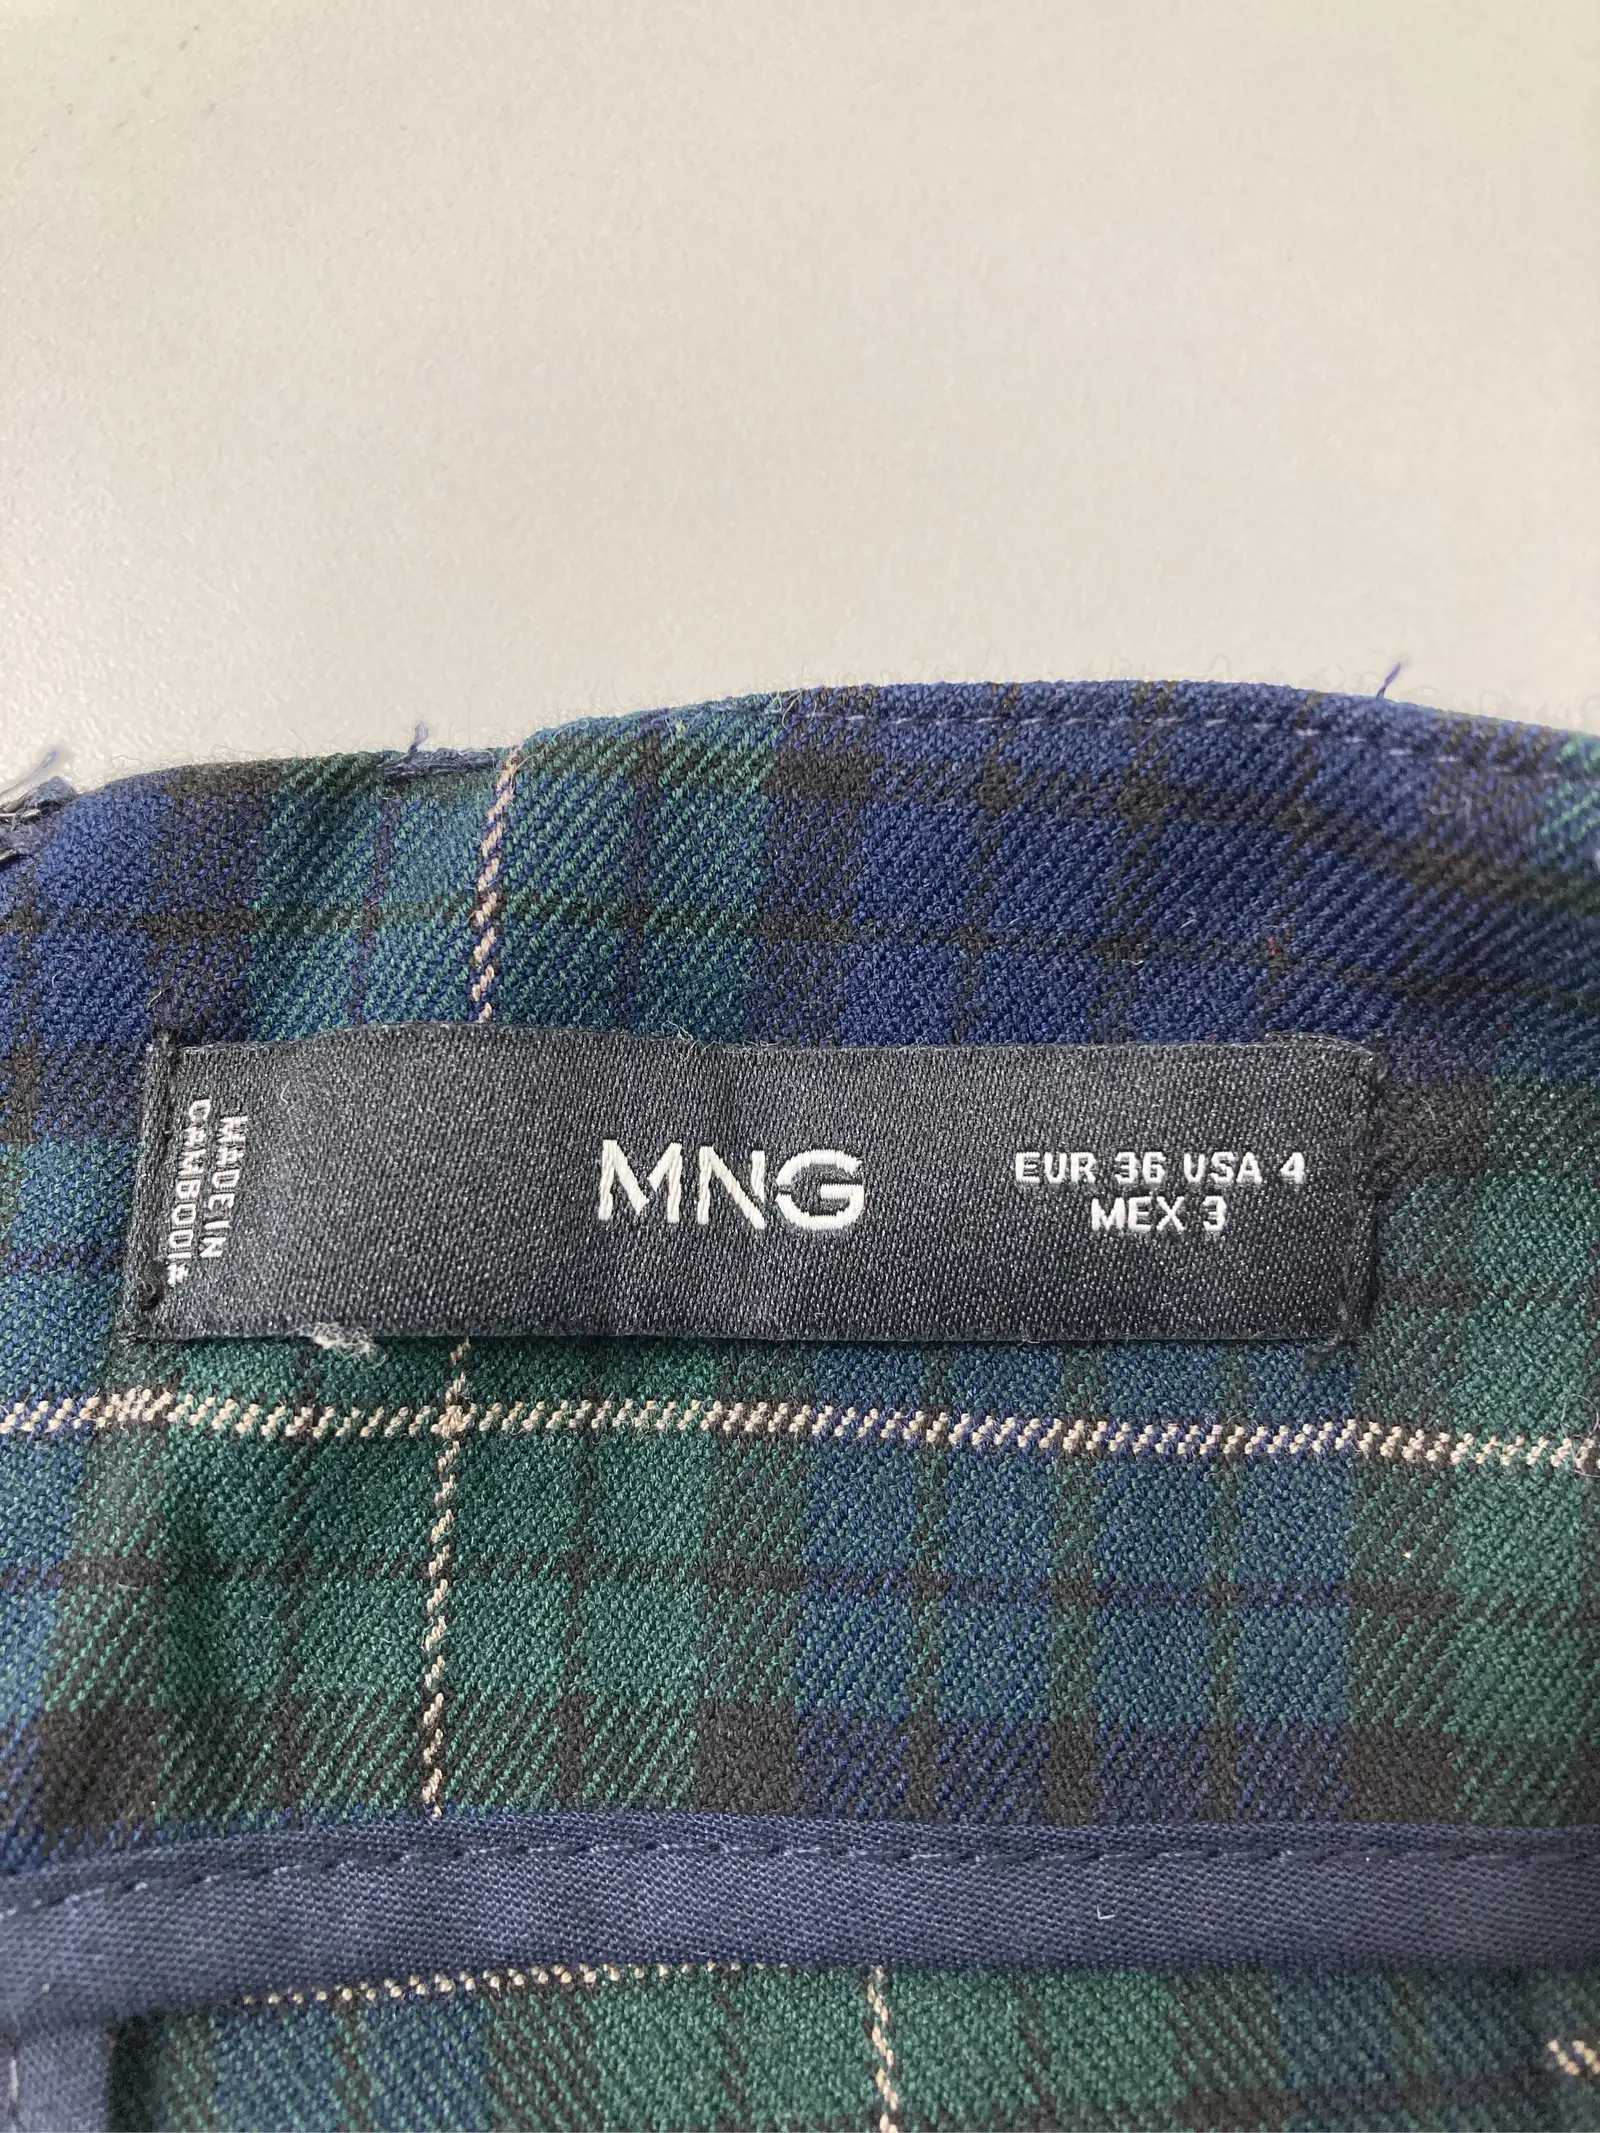 MADE IN
CAMBODIA
MNG
EUR 36 USA 4
MEX 3